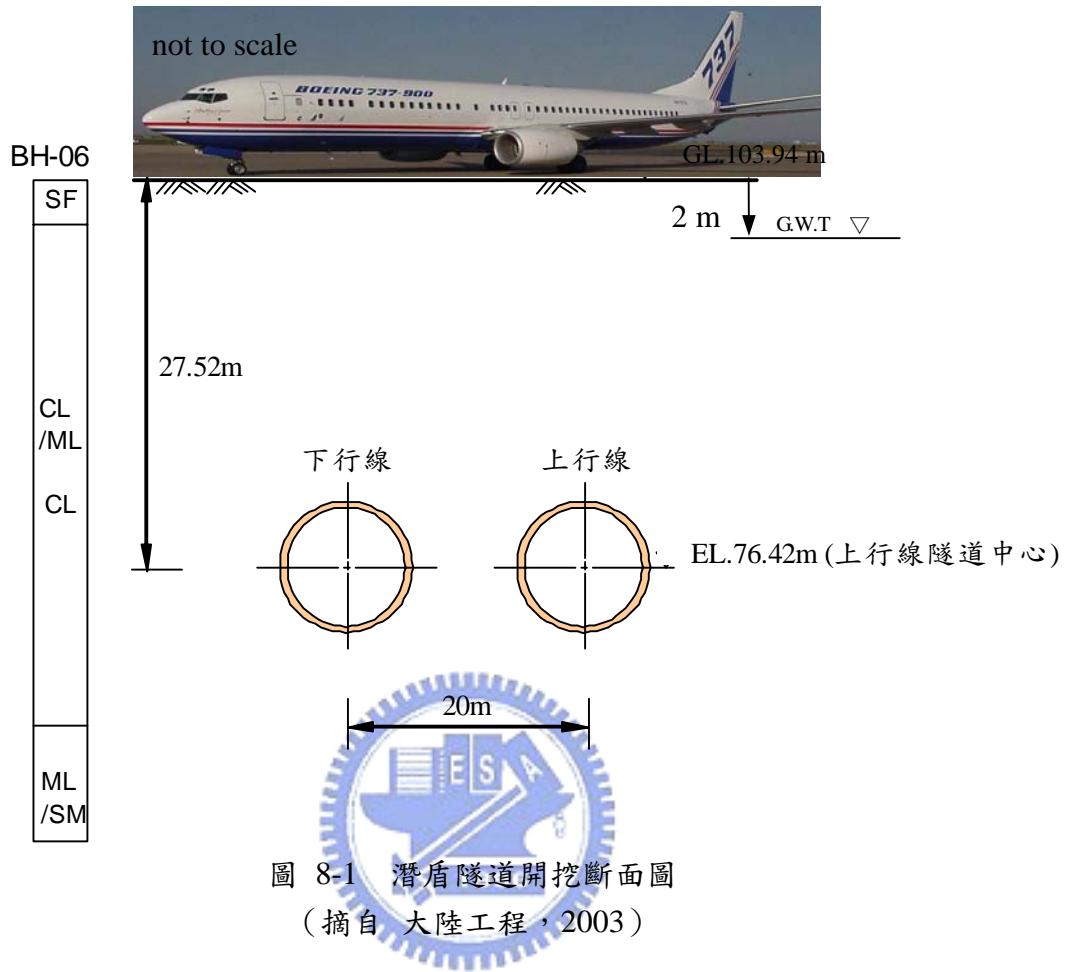 not to scale
BOEING 737-900
737
GL.103.94 m
BH-06
SF
2 m
G.W.T
27.52m
CL
/ML
CL
下行線
上行線
EL.76.42m (上行線隧道中心)
20m
ML
/SM
E S A
圖 8-1 潛盾隧道開挖斷面圖
(摘自 大陸工程,2003)